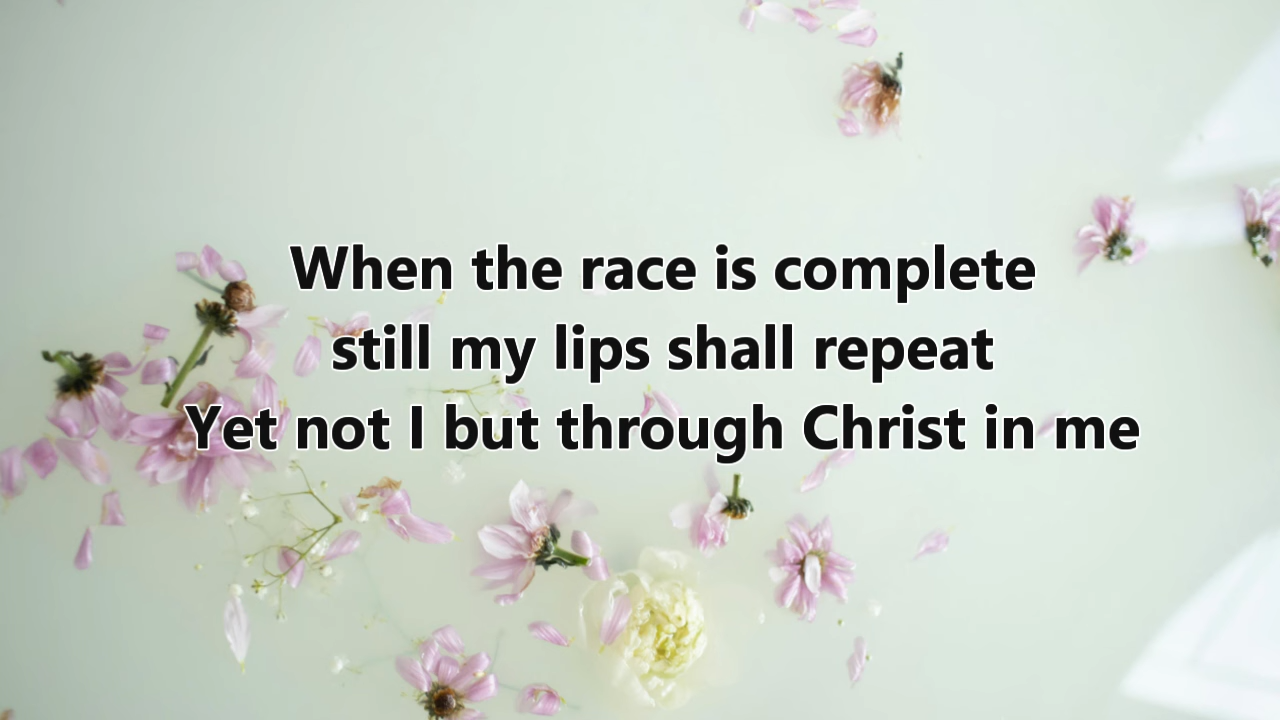 When the race is complete
still my lips shall repeat
Yet not I but through Christ in me